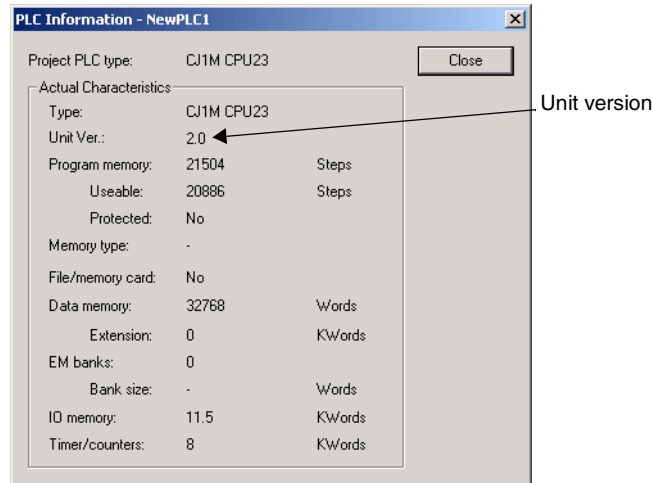 PLC Information - NewPLC1
Project PLC type: CJ1M CPU23 Close
Actual Characteristics
Type: CJ1M CPU23
Unit version
Unit Ver.: 2.0
Program memory: 21504 Steps
Useable: 20886 Steps
Protected: No
Memory type: -
File/memory card: No
Data memory: 32768 Words
Extension: 0 KWords
EM banks: 0
Bank size: - Words
IO memory: 11.5 KWords
Timer/counters: 8 KWords